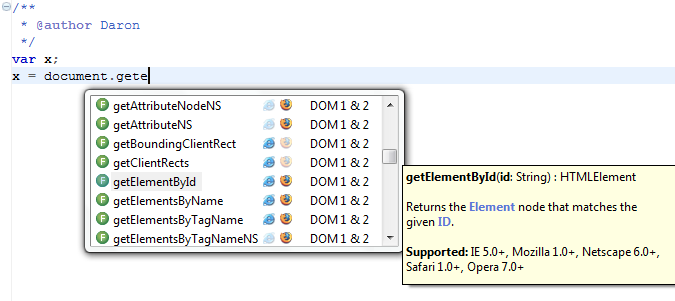 /**
* @author Daron
*/
var x;
x = document.gete
F getAttributeNodeNS DOM 1 & 2
F getAttributeNS DOM 1 & 2
F getBoundingClientRect DOM 1 & 2
F getClientRects DOM 1 & 2
F getElementById DOM 1 & 2
F getElementsByName DOM 1 & 2
F getElementsByTagName DOM 1 & 2
F getElementsByTagNameNS DOM 1 & 2
getElementById(id: String) : HTMLElement
Returns the Element node that matches the
given ID.
Supported: IE 5.0+, Mozilla 1.0+, Netscape 6.0+,
Safari 1.0+, Opera 7.0+